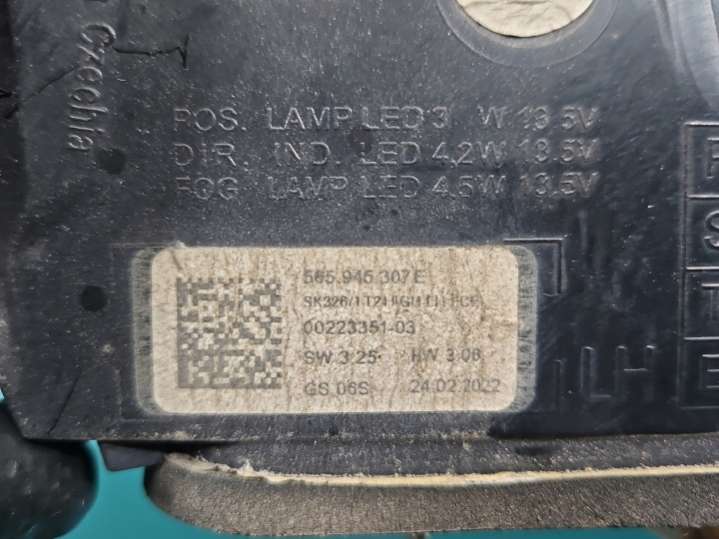 Czechia
POS. LAMP LED 3 W 13.5V
DIR. IND. LED 4.2W 13.5V
FOG LAMP LED 4.5W 13.5V
565.945.307 E
00223351-03
SW 3.25 HW 3.06
GS 06S 24.02.2022
LH
S
T
E